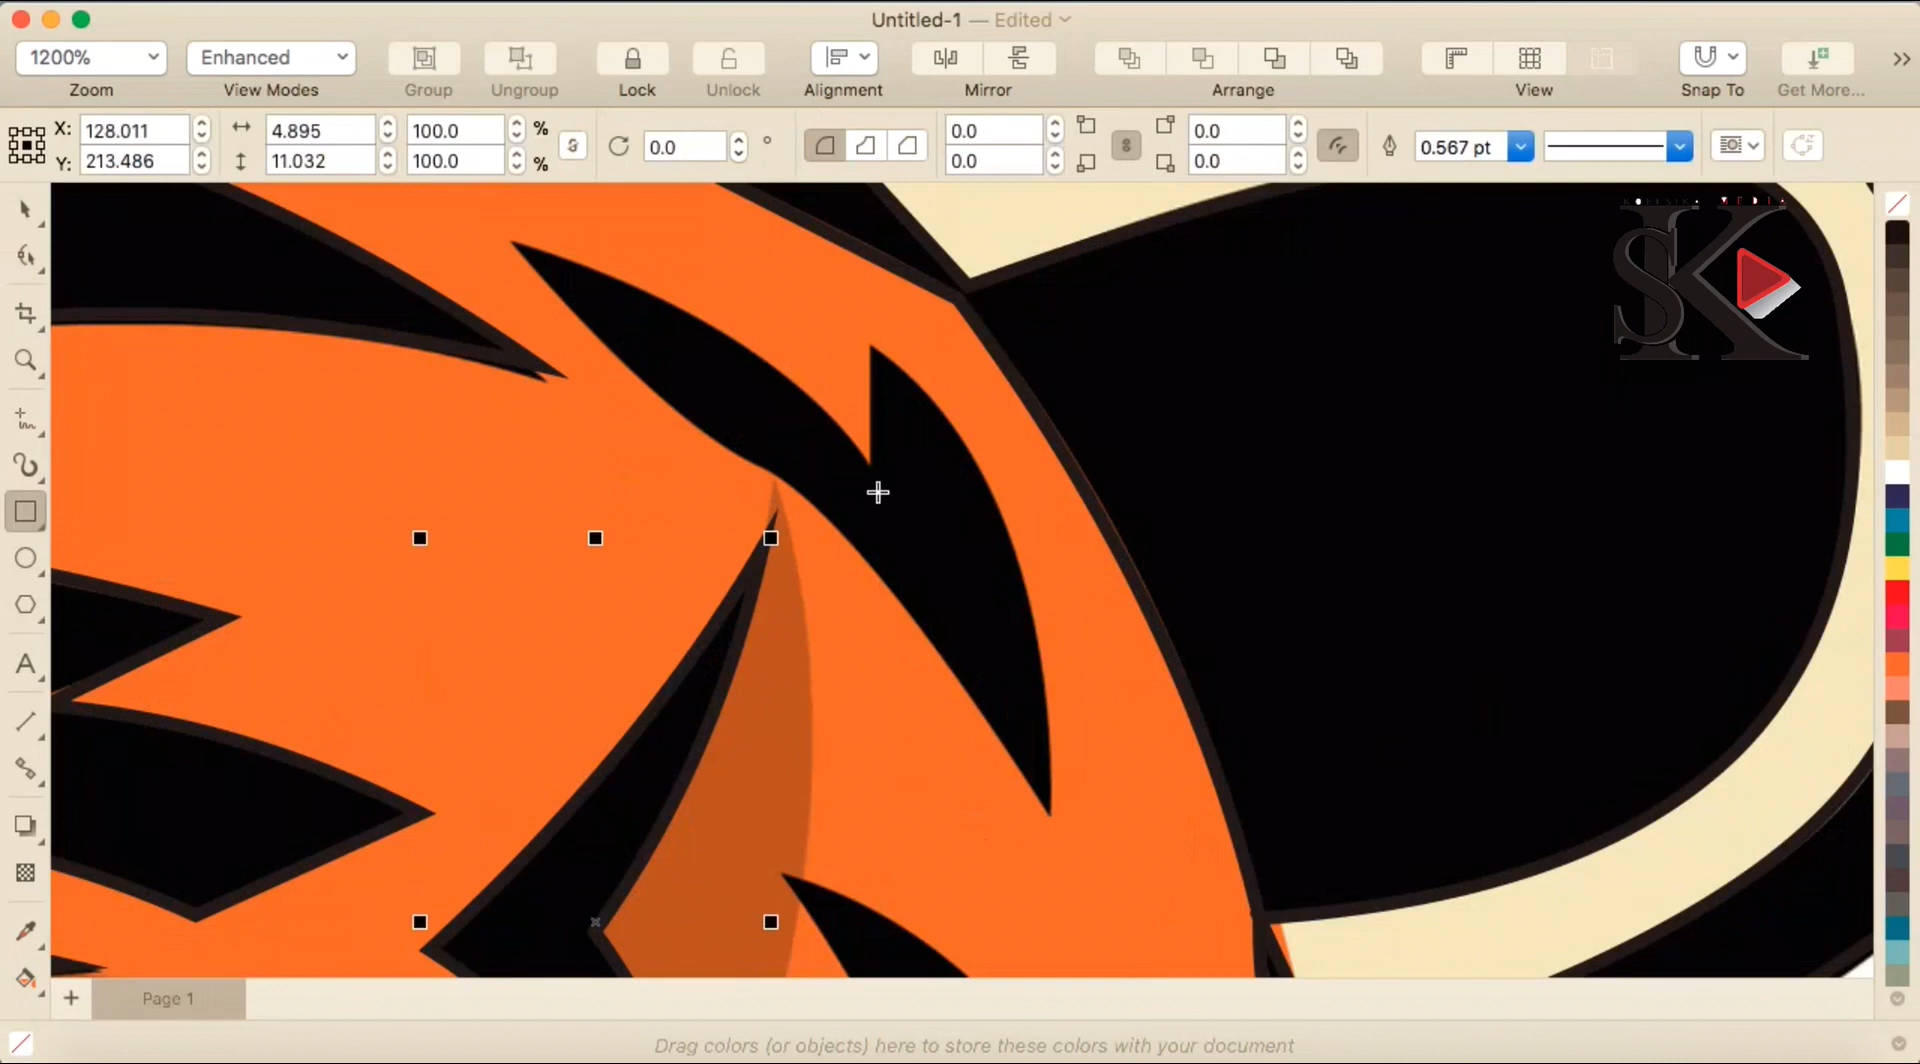 Untitled-1 — Edited
1200%
Enhanced
Zoom
View Modes
Group
Ungroup
Lock
Unlock
Alignment
Mirror
Arrange
View
Snap To
Get More...
X: 128.011
4.895
100.0 %
Y: 213.486
11.032
100.0 %
0.0 °
0.0
0.0
0.0
0.0
0.567 pt
SK
MEDIA
Page 1
Drag colors (or objects) here to store these colors with your document